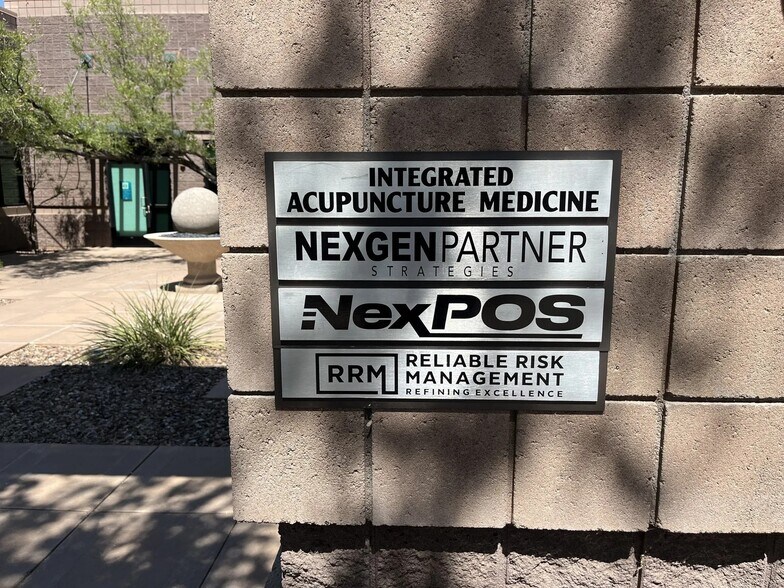 INTEGRATED
ACUPUNCTURE MEDICINE
NEXGENPARTNER
STRATEGIES
NexPOS
RRM
RELIABLE RISK
MANAGEMENT
REFINING EXCELLENCE